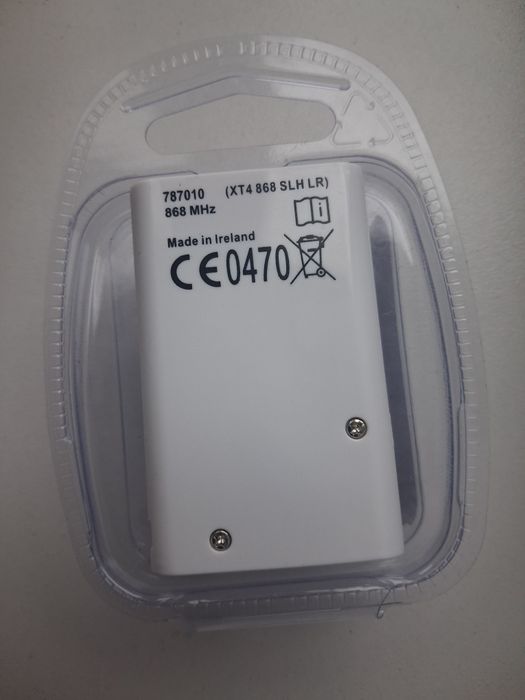 787010 (XT4 868 SLH LR)
868 MHz
Made in Ireland
CE0470